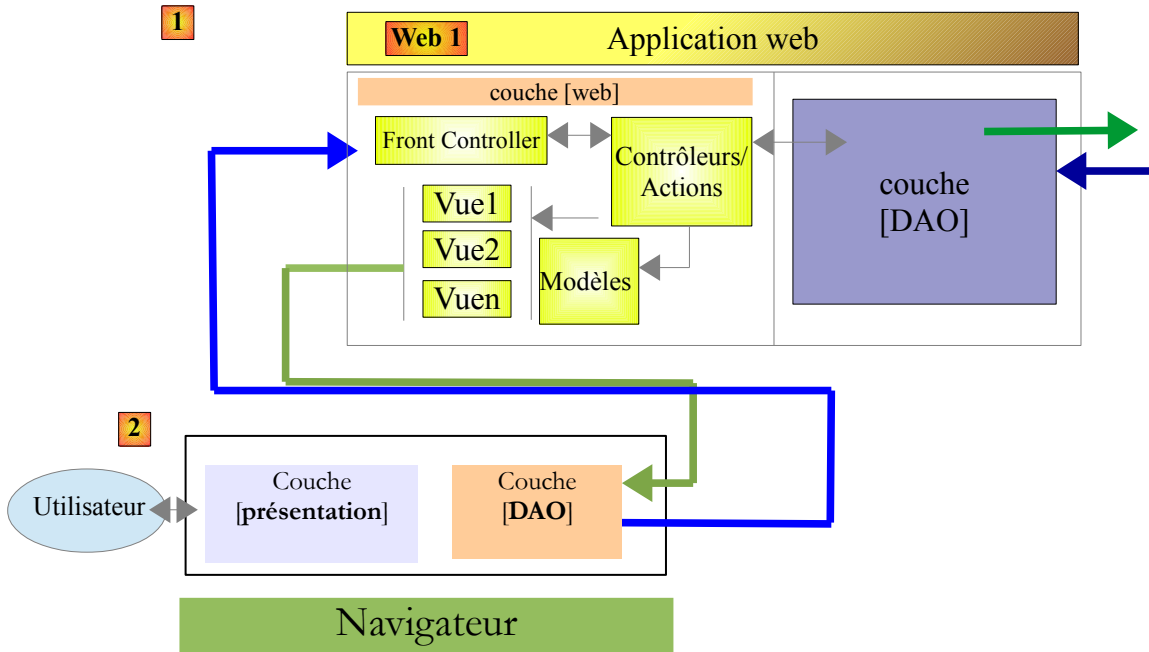 1
Web 1
Application web
couche [web]
Front Controller
Contrôleurs/
Actions
Vue1
Vue2
Vuen
Modèles
couche
[DAO]
2
Utilisateur
Couche
[présentation]
Couche
[DAO]
Navigateur